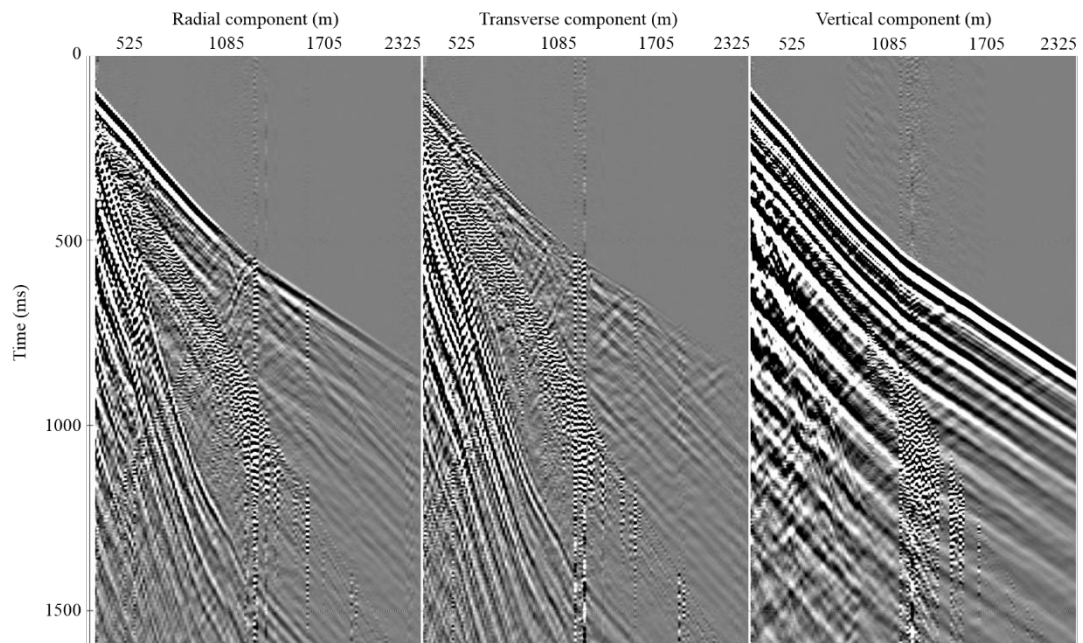 Radial component (m) Transverse component (m) Vertical component (m)
525 1085 1705 2325 525 1085 1705 2325 525 1085 1705 2325
0
500
1000
1500
Time (ms)